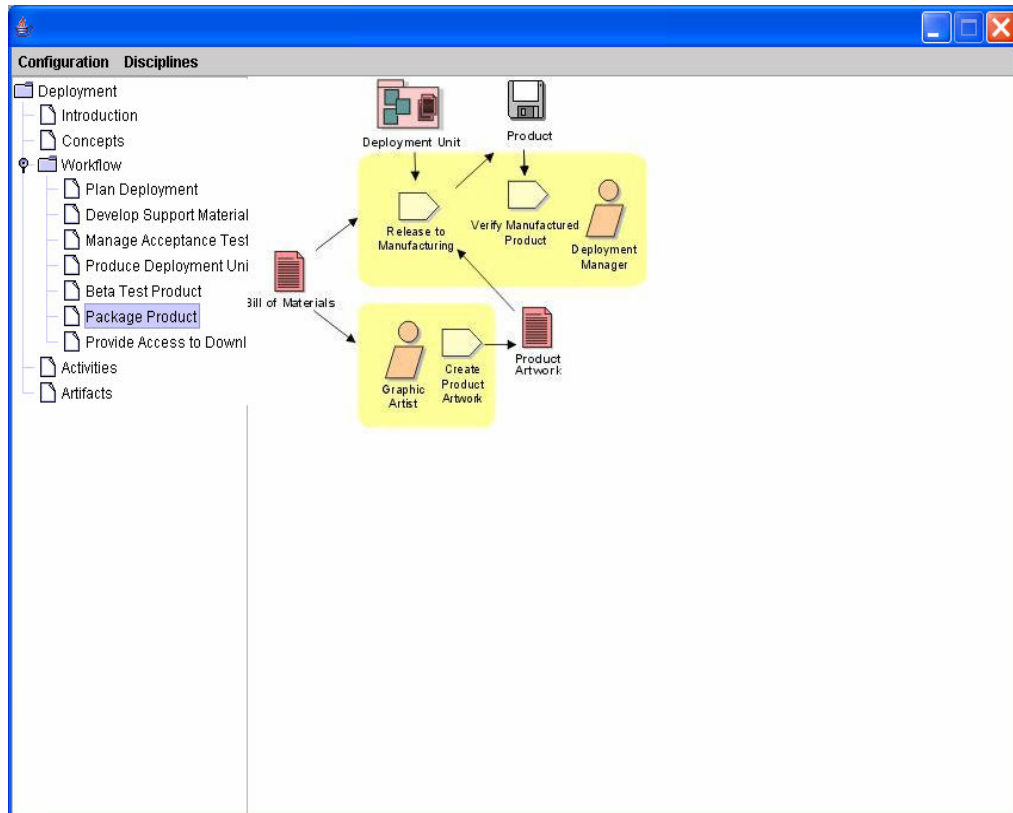 Configuration Disciplines
Deployment
Introduction
Concepts
Workflow
Plan Deployment
Develop Support Material
Manage Acceptance Test
Produce Deployment Uni
Beta Test Product
Package Product
Provide Access to Downl
Activities
Artifacts
Deployment Unit
Product
Release to
Manufacturing
Verify Manufactured
Product
Deployment
Manager
Bill of Materials
Graphic
Artist
Create
Product
Artwork
Product
Artwork